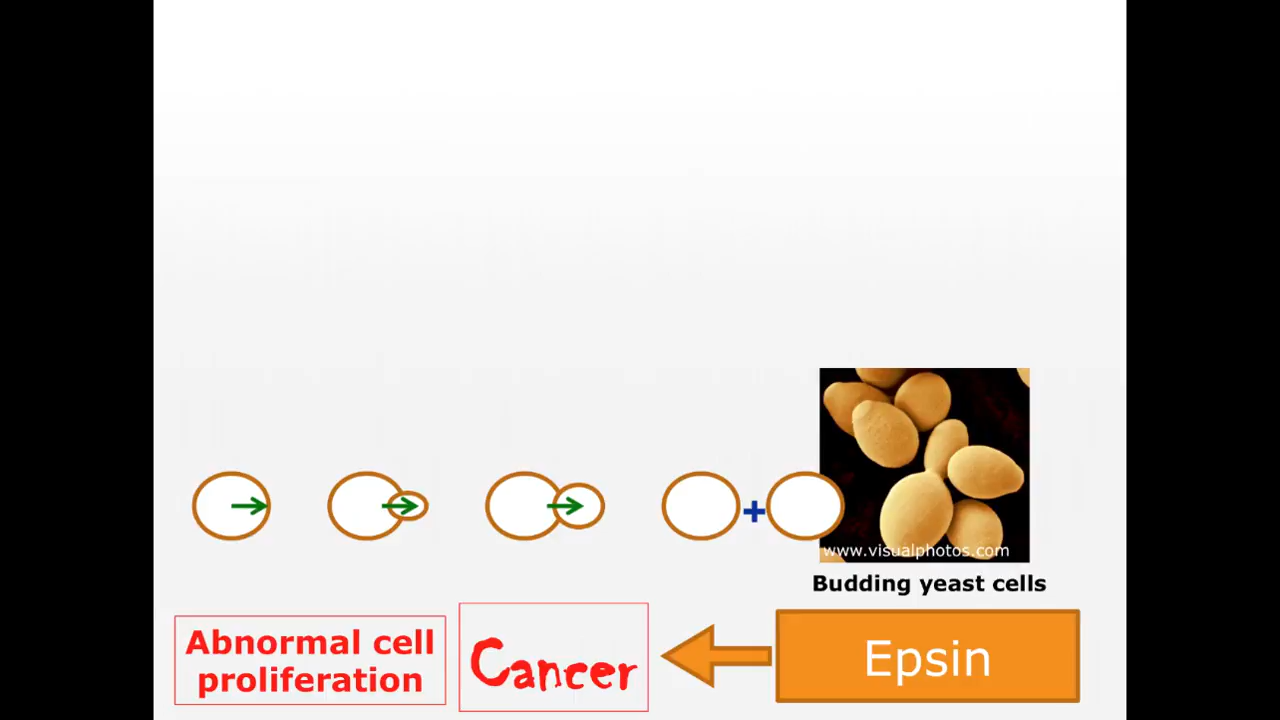 +
www.visualphotos.com
Budding yeast cells
Abnormal cell
proliferation
Cancer
Epsin